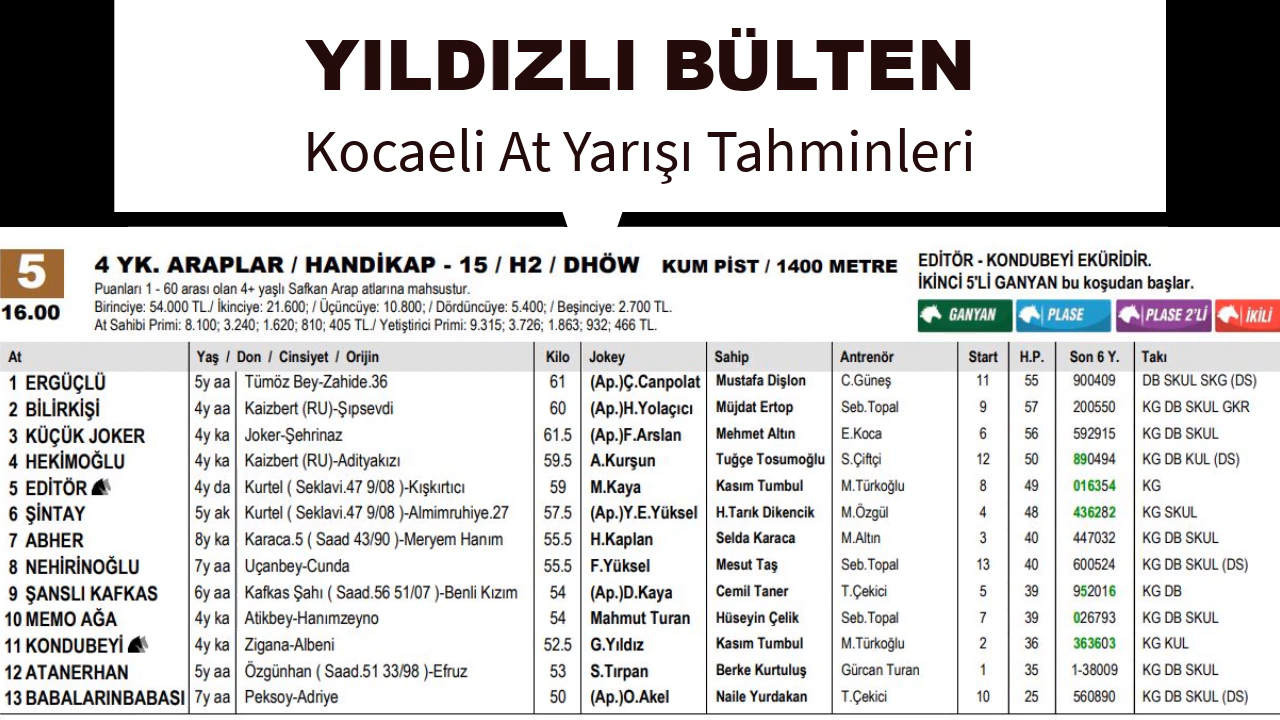 YILDIZLI BÜLTEN
Kocaeli At Yarışı Tahminleri
5 4 YK. ARAPLAR / HANDİKAP - 15 / H2 / DHÖW KUM PİST / 1400 METRE
16.00
Puanları 1 - 60 arası olan 4+ yaşlı Safkan Arap atlarına mahsustur.
Birinciye: 54.000 TL./ İkinciye: 21.600; / Üçüncüye: 10.800; / Dördüncüye: 5.400; / Beşinciye: 2.700 TL.
At Sahibi Primi: 8.100; 3.240; 1.620; 810; 405 TL./ Yetiştirici Primi: 9.315; 3.726; 1.863; 932; 466 TL.
EDİTÖR - KONDUBEYİ EKÜRİDİR.
İKİNCİ 5'Lİ GANYAN bu koşudan başlar.
GANYAN PLASE PLASE 2'Lİ İKİLİ
At Yaş / Don / Cinsiyet / Orijin Kilo Jokey Sahip Antrenör Start H.P. Son 6 Y. Takı
1 ERGÜÇLÜ 5y aa Tümöz Bey-Zahide.36 61 (Ap.)Ç.Canpolat Mustafa Dişlon C.Güneş 11 55 900409 DB SKUL SKG (DS)
2 BİLİRKİŞİ 4y aa Kaizbert (RU)-Şıpsevdi 60 (Ap.)H.Yolaçıcı Müjdat Ertop Seb.Topal 9 57 200550 KG DB SKUL GKR
3 KÜÇÜK JOKER 4y ka Joker-Şehrinaz 61.5 (Ap.)F.Arslan Mehmet Altın E.Koca 6 56 592915 KG DB SKUL
4 HEKİMOĞLU 4y ka Kaizbert (RU)-Adityakızı 59.5 A.Kurşun Tuğçe Tosumoğlu S.Çiftçi 12 50 890494 KG DB KUL (DS)
5 EDİTÖR 4y da Kurtel ( Seklavi.47 9/08 )-Kışkırtıcı 59 M.Kaya Kasım Tumbul M.Türkoğlu 8 49 016354 KG
6 ŞİNTAY 5y ak Kurtel ( Seklavi.47 9/08 )-Almimruhiye.27 57.5 (Ap.)Y.E.Yüksel H.Tarık Dikencik M.Özgül 4 48 436282 KG SKUL
7 ABHER 8y ka Karaca.5 ( Saad 43/90 )-Meryem Hanım 55.5 H.Kaplan Selda Karaca M.Altın 3 40 447032 KG DB SKUL
8 NEHİRİNOĞLU 7y aa Uçanbey-Cunda 55.5 F.Yüksel Mesut Taş Seb.Topal 13 40 600524 KG DB SKUL (DS)
9 ŞANSLI KAFKAS 6y aa Kafkas Şahı ( Saad.56 51/07 )-Benli Kızım 54 (Ap.)D.Kaya Cemil Taner T.Çekici 5 39 952016 KG DB
10 MEMO AĞA 4y ka Atikbey-Hanımzeyno 54 Mahmut Turan Hüseyin Çelik Seb.Topal 7 39 026793 KG DB SKUL
11 KONDUBEYİ 4y ka Zigana-Albeni 52.5 G.Yıldız Kasım Tumbul M.Türkoğlu 2 36 363603 KG KUL
12 ATANERHAN 5y aa Özgünhan ( Saad.51 33/98 )-Efruz 53 S.Tırpan Berke Kurtuluş Gürcan Turan 1 35 1-38009 KG DB SKUL
13 BABALARINBABASI 7y aa Peksoy-Adriye 50 (Ap.)O.Akel Naile Yurdakan T.Çekici 10 25 560890 KG DB SKUL (DS)